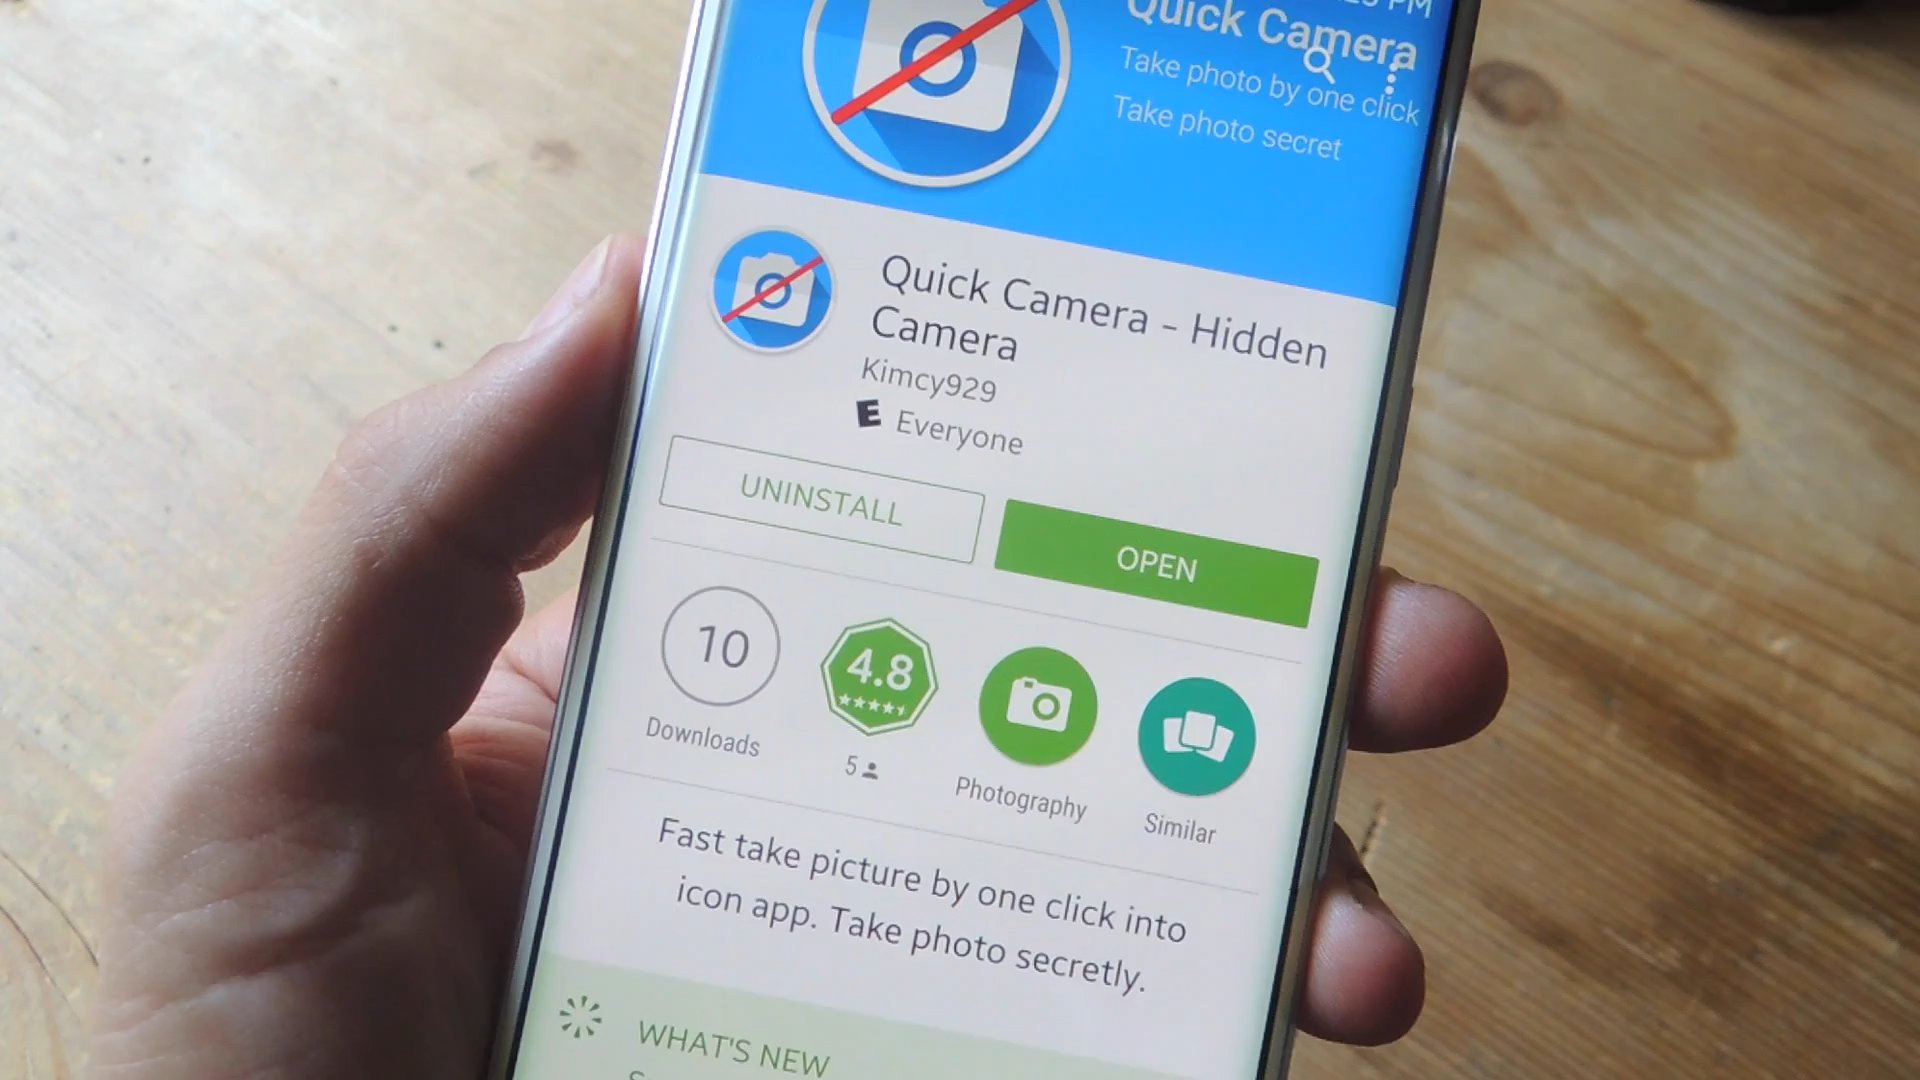 Quick Camera
Take photo by one click
Take photo secret
Quick Camera - Hidden
Camera
Kimcy929
E Everyone
UNINSTALL
OPEN
10
4.8
Downloads
5
Photography
Similar
Fast take picture by one click into
icon app. Take photo secretly.
WHAT'S NEW